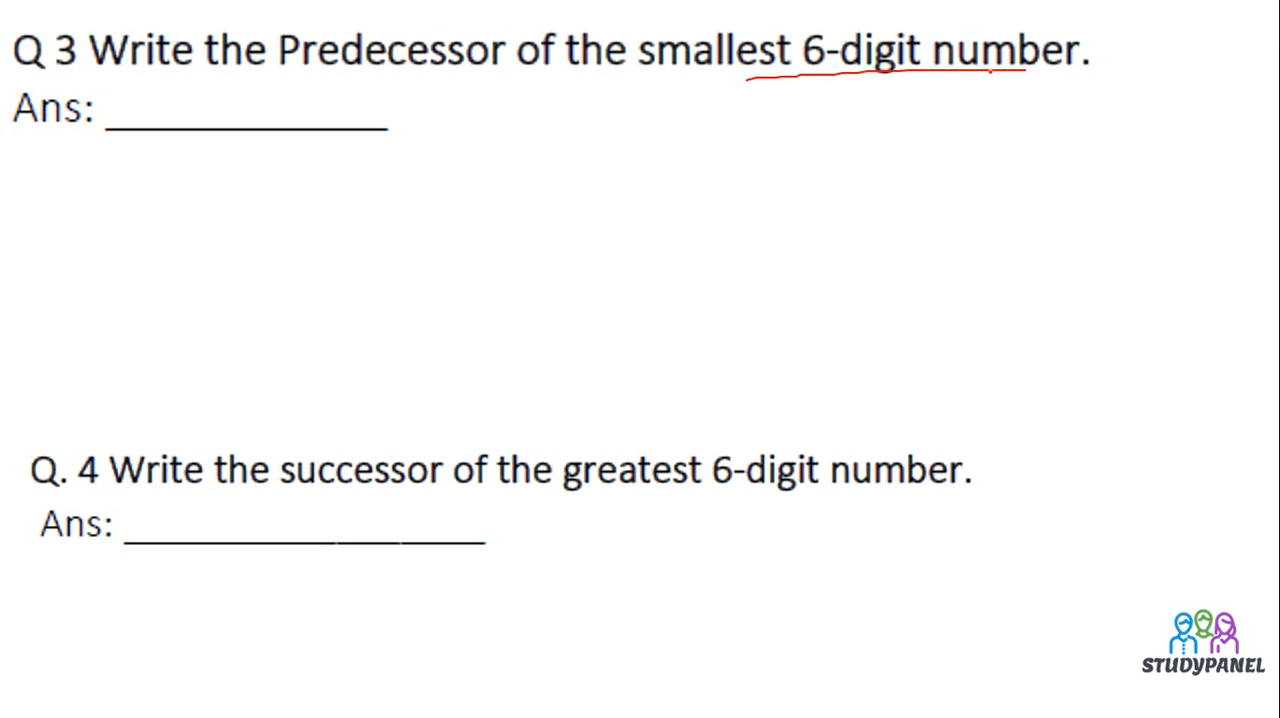 Q 3 Write the Predecessor of the smallest 6-digit number.
Ans: ______________
Q. 4 Write the successor of the greatest 6-digit number.
Ans: __________________
STUDYPANEL